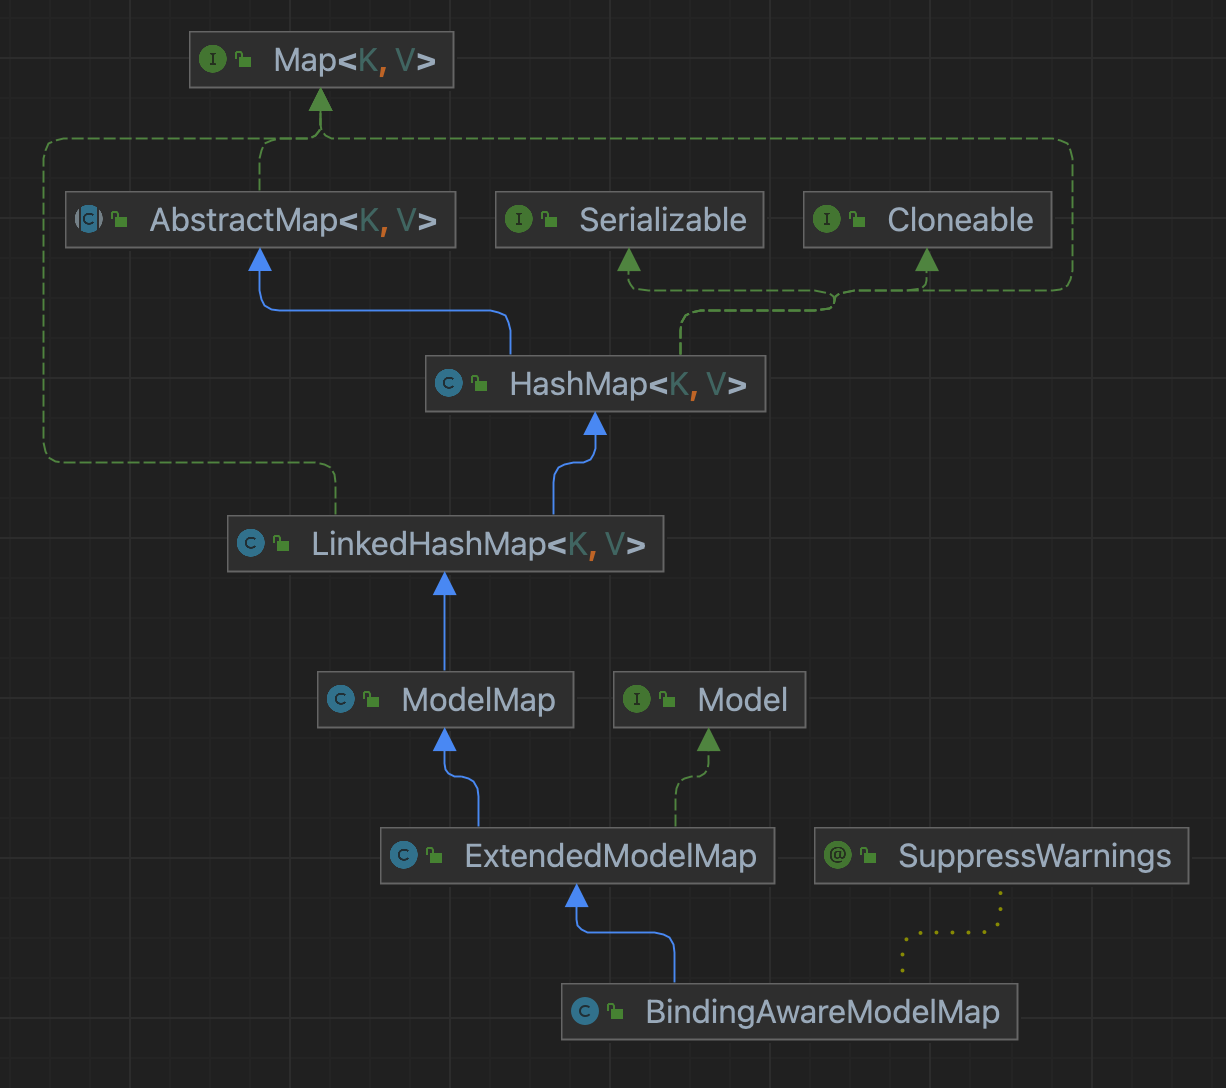 Map<K, V>
AbstractMap<K, V>
Serializable
Cloneable
HashMap<K, V>
LinkedHashMap<K, V>
ModelMap
Model
ExtendedModelMap
SuppressWarnings
BindingAwareModelMap